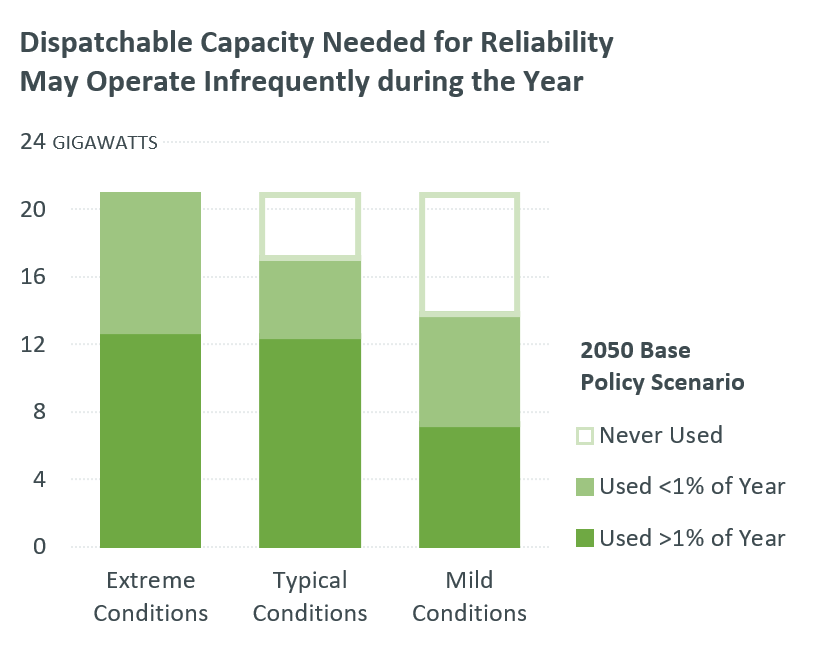 Dispatchable Capacity Needed for Reliability
May Operate Infrequently during the Year
24 GIGAWATTS
20
16
12
8
4
0
Extreme
Conditions
Typical
Conditions
Mild
Conditions
2050 Base
Policy Scenario
Never Used
Used <1% of Year
Used >1% of Year